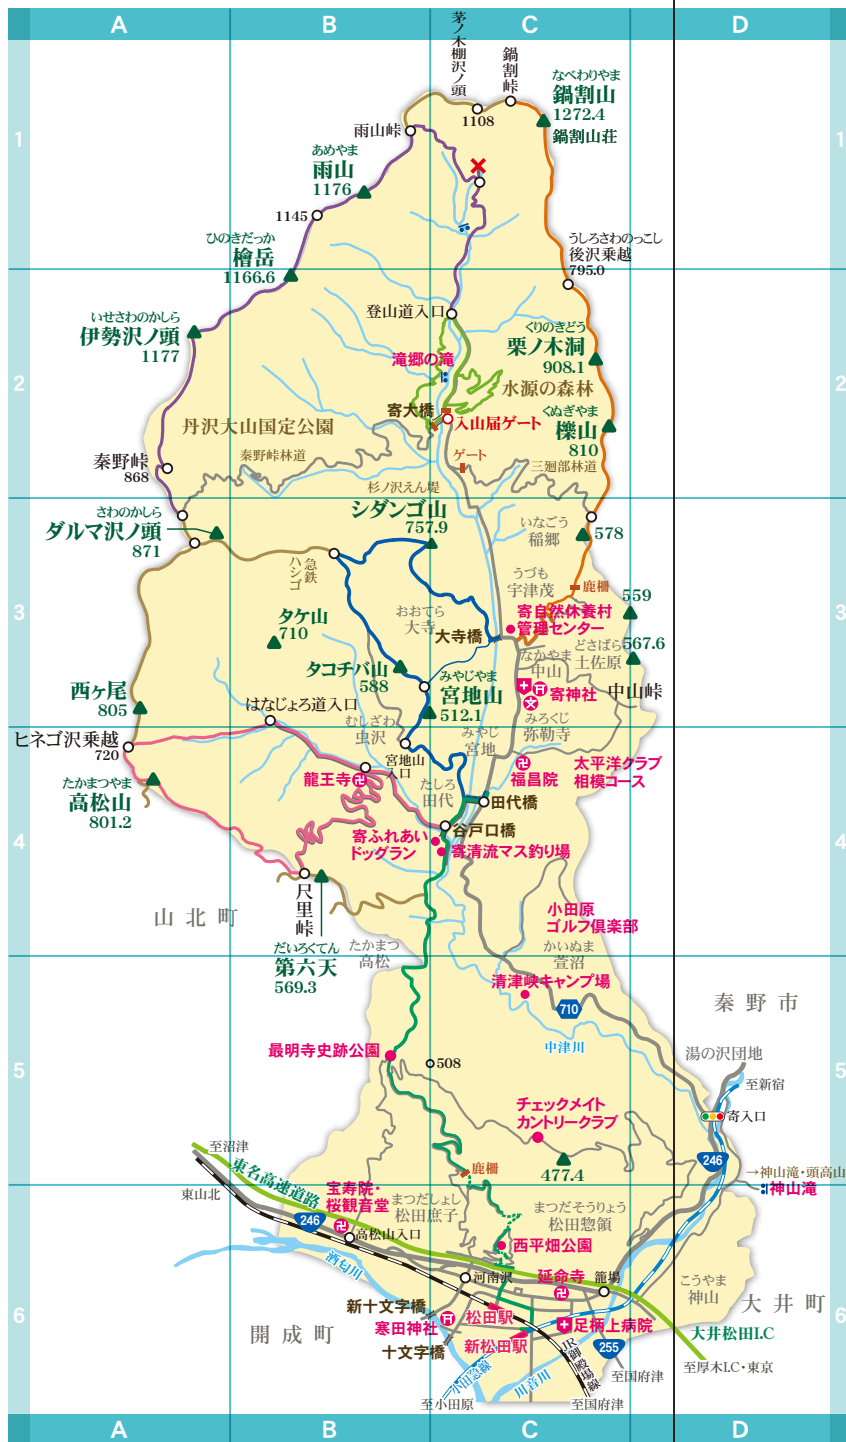 A
B
C
D
茅ノ木棚沢ノ頭
1108
鍋割峠
なべわりやま
鍋割山
1272.4
鍋割山荘
1
1
雨山峠
あめやま
雨山
1176
1145
ひのきだっか
檜岳
1166.6
うしろさわのっこし
後沢乗越
795.0
いせさわのかしら
伊勢沢ノ頭
1177
登山道入口
くりのきどう
栗ノ木洞
908.1
滝郷の滝
2
2
水源の森林
寄大橋
入山届ゲート
くぬぎやま
櫟山
810
丹沢大山国定公園
秦野峠林道
秦野峠
868
ゲート
三廻部林道
杉ノ沢えん堤
シダンゴ山
757.9
さわのかしら
ダルマ沢ノ頭
871
いなごう
稲郷
578
急鉄
ハシゴ
うづも
宇津茂
鹿柵
559
3
3
タケ山
710
おおてら
大寺
大寺橋
寄自然休養村
管理センター
どさばら
土佐原
567.6
なかやま
中山
タコチバ山
588
みやじやま
宮地山
512.1
寄神社
中山峠
西ヶ尾
805
はなじょろ道入口
むしざわ
虫沢
みやじ
宮地
みろくじ
弥勒寺
ヒネゴ沢乗越
720
宮地山
入口
福昌院
太平洋クラブ
相模コース
龍王寺
たしろ
田代
田代橋
たかまつやま
高松山
801.2
4
4
谷戸口橋
寄ふれあい
ドッグラン
寄清流マス釣り場
尺里峠
山北町
小田原
ゴルフ倶楽部
だいろくてん
第六天
569.3
たかまつ
高松
かいぬま
萱沼
清津峡キャンプ場
710
秦野市
中津川
最明寺史跡公園
508
湯の沢団地
5
5
至新宿
チェックメイト
カントリークラブ
寄入口
477.4
246
至沼津
東名高速道路
鹿柵
→神山滝・頭高山
神山滝
東山北
宝寿院・
桜観音堂
まつだしょし
松田庶子
まつだそうりょう
松田惣領
246
高松山入口
西平畑公園
酒匂川
河南沢
延命寺
籠場
こうやま
神山
新十文字橋
松田駅
大井町
開成町
寒田神社
足柄上病院
6
6
大井松田I.C
十文字橋
新松田駅
255
JR御殿場線
小田急線
川音川
至国府津
至厚木I.C・東京
至小田原
至国府津
A
B
C
D